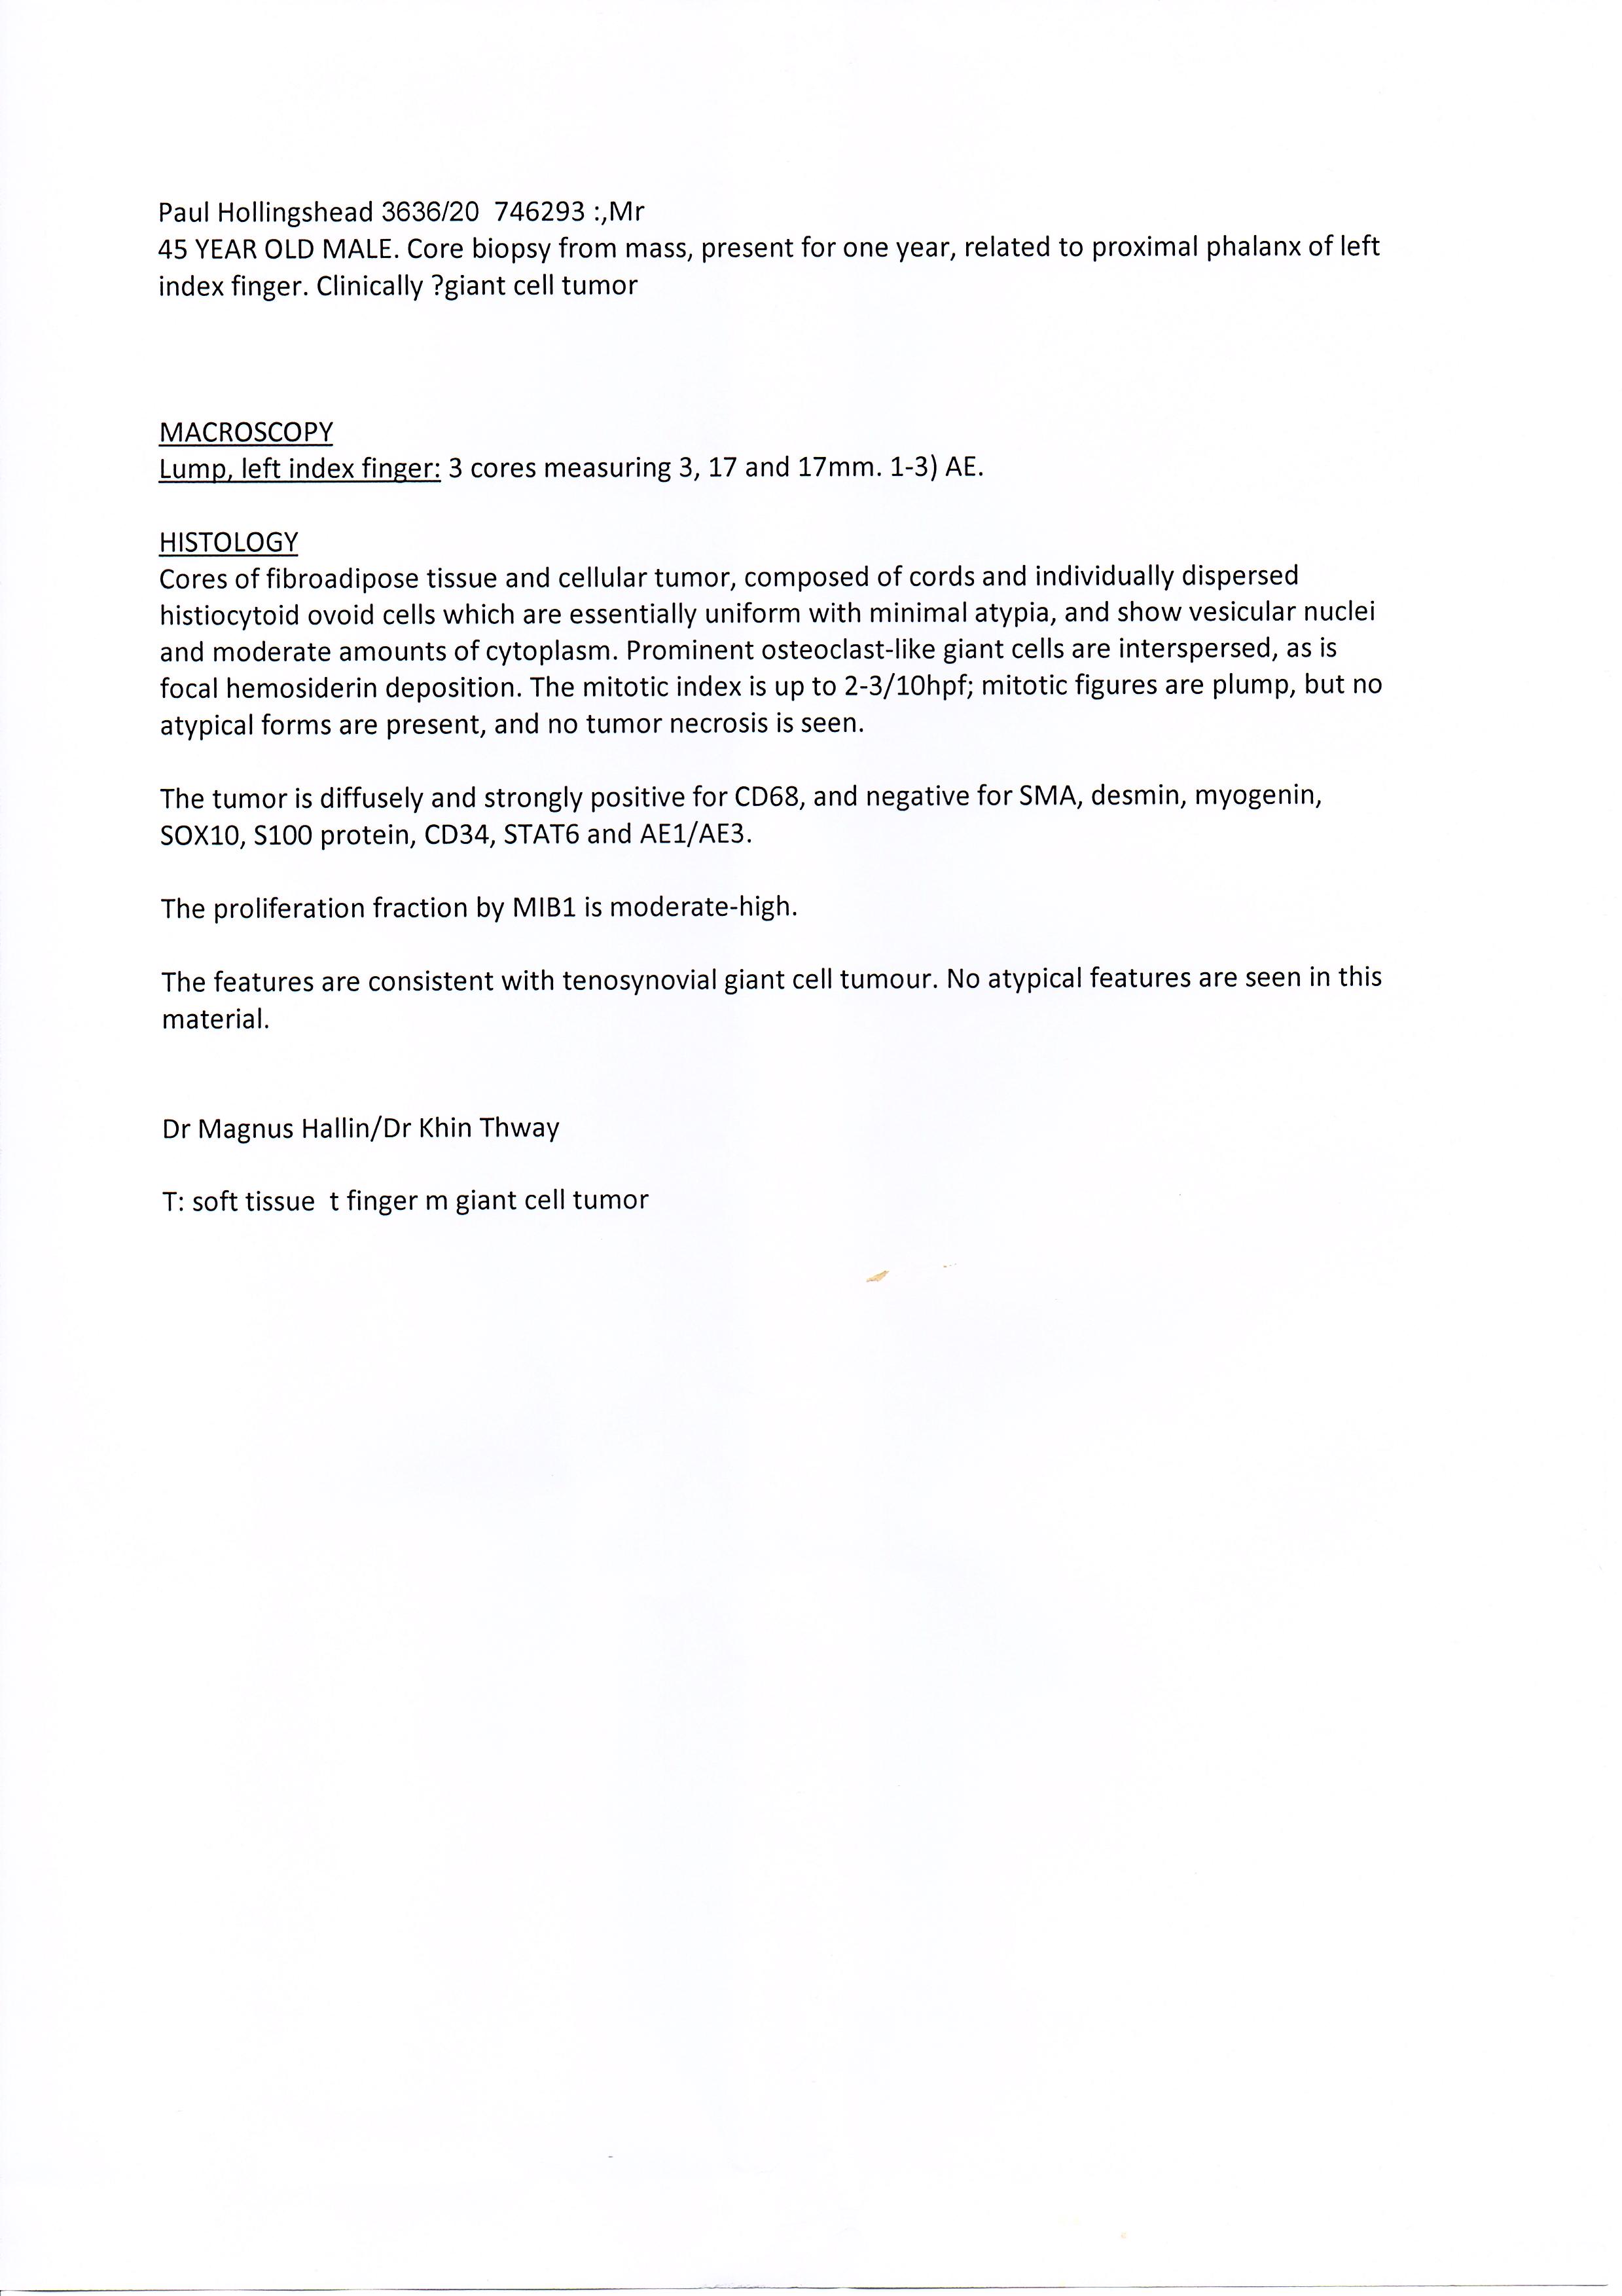 Paul Hollingshead 3636/20 746293 :,Mr
45 YEAR OLD MALE. Core biopsy from mass, present for one year, related to proximal phalanx of left
index finger. Clinically ?giant cell tumor
MACROSCOPY
Lump, left index finger: 3 cores measuring 3, 17 and 17mm. 1-3) AE.
HISTOLOGY
Cores of fibroadipose tissue and cellular tumor, composed of cords and individually dispersed
histiocytoid ovoid cells which are essentially uniform with minimal atypia, and show vesicular nuclei
and moderate amounts of cytoplasm. Prominent osteoclast-like giant cells are interspersed, as is
focal hemosiderin deposition. The mitotic index is up to 2-3/10hpf; mitotic figures are plump, but no
atypical forms are present, and no tumor necrosis is seen.
The tumor is diffusely and strongly positive for CD68, and negative for SMA, desmin, myogenin,
SOX10, S100 protein, CD34, STAT6 and AE1/AE3.
The proliferation fraction by MIB1 is moderate-high.
The features are consistent with tenosynovial giant cell tumour. No atypical features are seen in this
material.
Dr Magnus Hallin/Dr Khin Thway
T: soft tissue t finger m giant cell tumor